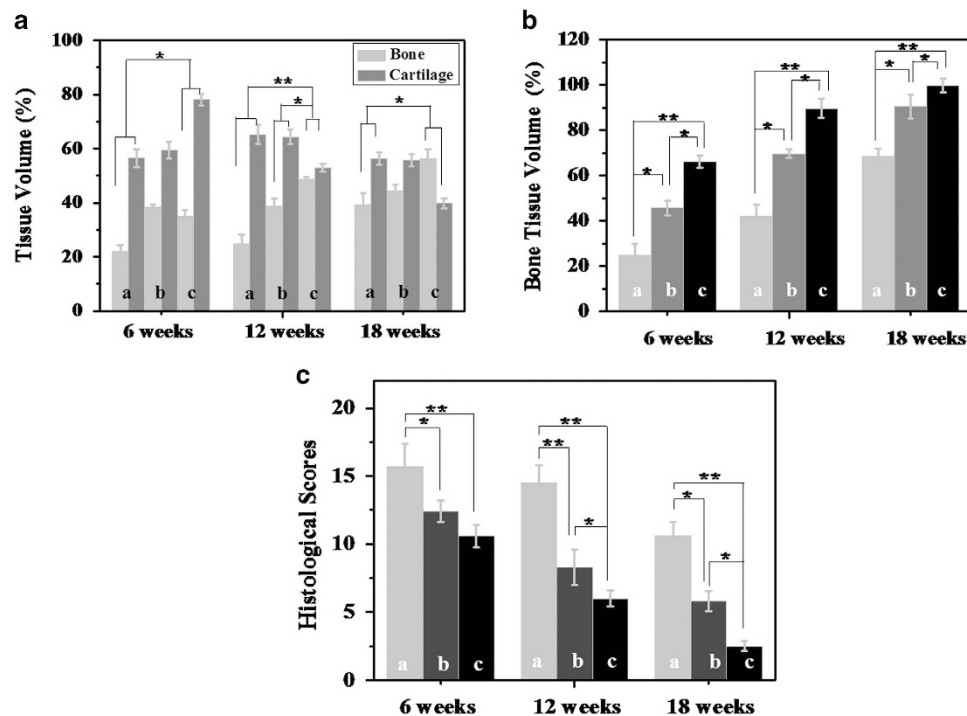 a
Tissue Volume (%)
100
80
60
40
20
0
Bone
Cartilage
*
**
*
*
a b c a b c a b c
6 weeks 12 weeks 18 weeks
b
Bone Tissue Volume (%)
120
100
80
60
40
20
0
**
*
*
**
*
*
**
*
*
a b c a b c a b c
6 weeks 12 weeks 18 weeks
c
Histological Scores
20
15
10
5
0
**
*
**
**
*
**
*
*
a b c a b c a b c
6 weeks 12 weeks 18 weeks